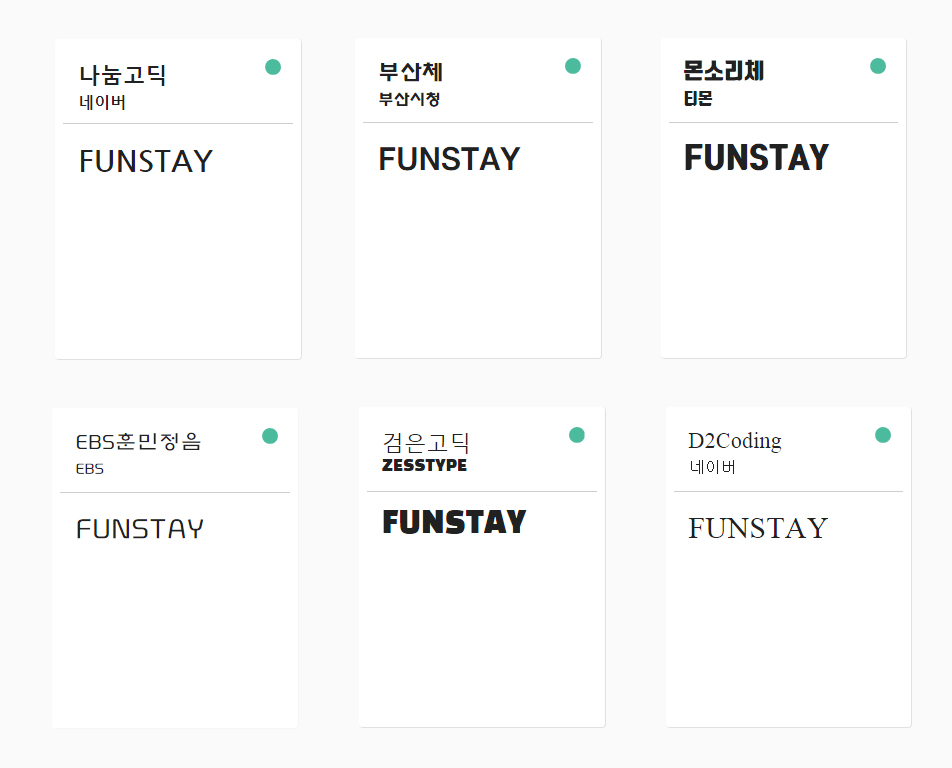 나눔고딕
네이버
FUNSTAY
부산체
부산시청
FUNSTAY
몬소리체
티몬
FUNSTAY
EBS훈민정음
EBS
FUNSTAY
검은고딕
ZESSTYPE
FUNSTAY
D2Coding
네이버
FUNSTAY